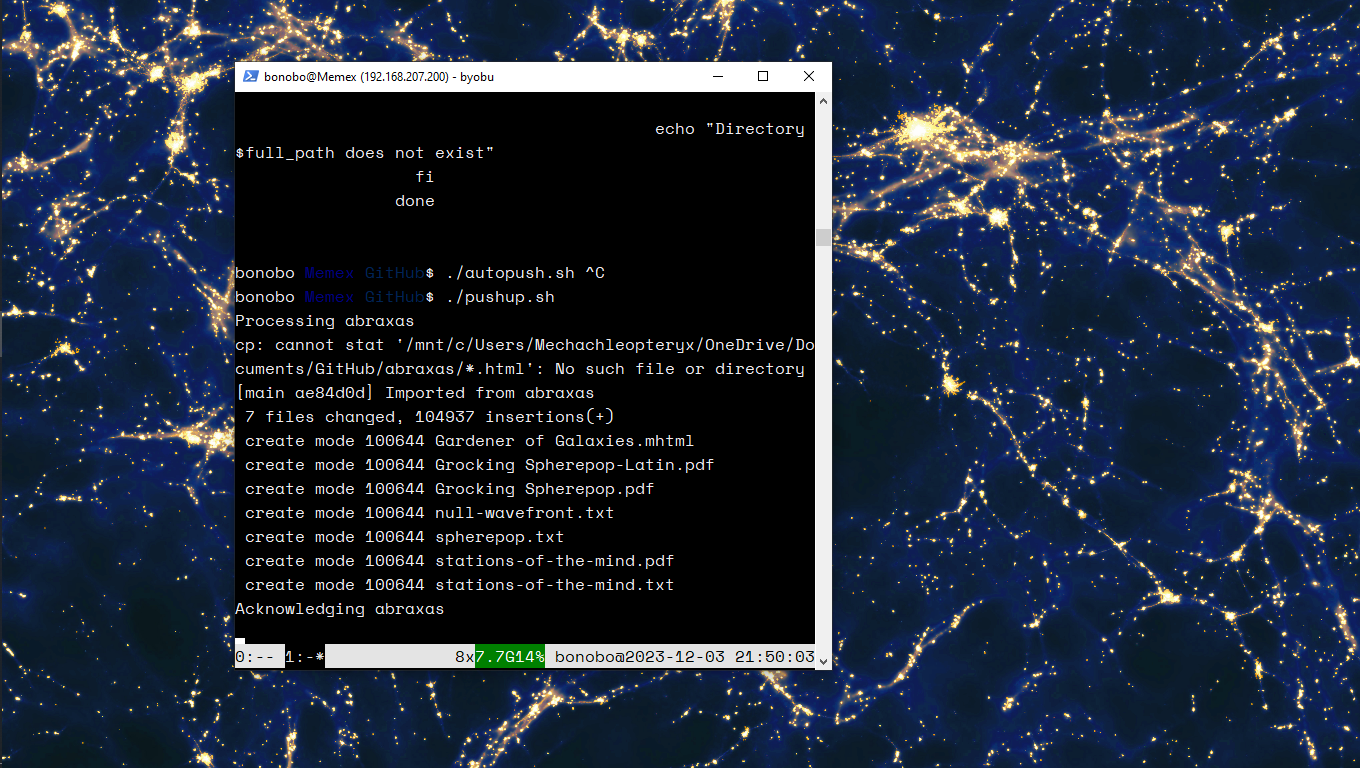 bonobo@Memex (192.168.207.200) - byobu
echo "Directory
$full_path does not exist"
fi
done
bonobo Memex GitHub$ ./autopush.sh ^C
bonobo Memex GitHub$ ./pushup.sh
Processing abraxas
cp: cannot stat '/mnt/c/Users/Mechachleopteryx/OneDrive/Do
cuments/GitHub/abraxas/*.html': No such file or directory
[main ae84d0d] Imported from abraxas
7 files changed, 104937 insertions(+)
create mode 100644 Gardener of Galaxies.mhtml
create mode 100644 Grocking Spherepop-Latin.pdf
create mode 100644 Grocking Spherepop.pdf
create mode 100644 null-wavefront.txt
create mode 100644 spherepop.txt
create mode 100644 stations-of-the-mind.pdf
create mode 100644 stations-of-the-mind.txt
Acknowledging abraxas
0:-- 1:-* 8x7.7G14% bonobo@2023-12-03 21:50:03